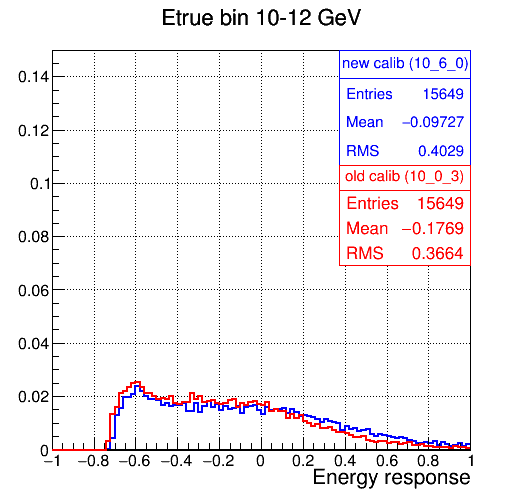 Etrue bin 10-12 GeV
new calib (10_6_0)
Entries 15649
Mean −0.09727
RMS 0.4029
old calib (10_0_3)
Entries 15649
Mean −0.1769
RMS 0.3664
0.14
0.12
0.1
0.08
0.06
0.04
0.02
0
−1 −0.8 −0.6 −0.4 −0.2 0 0.2 0.4 0.6 0.8 1
Energy response